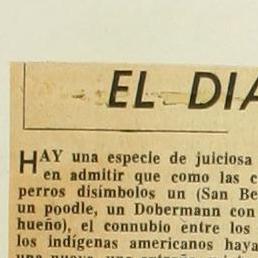 EL DIA
HAY una especie de juiciosa
en admitir que como las c
perros disímbolos un (San Be
un poodle, un Dobermann con
hueño), el connubio entre los
los indígenas americanos haya